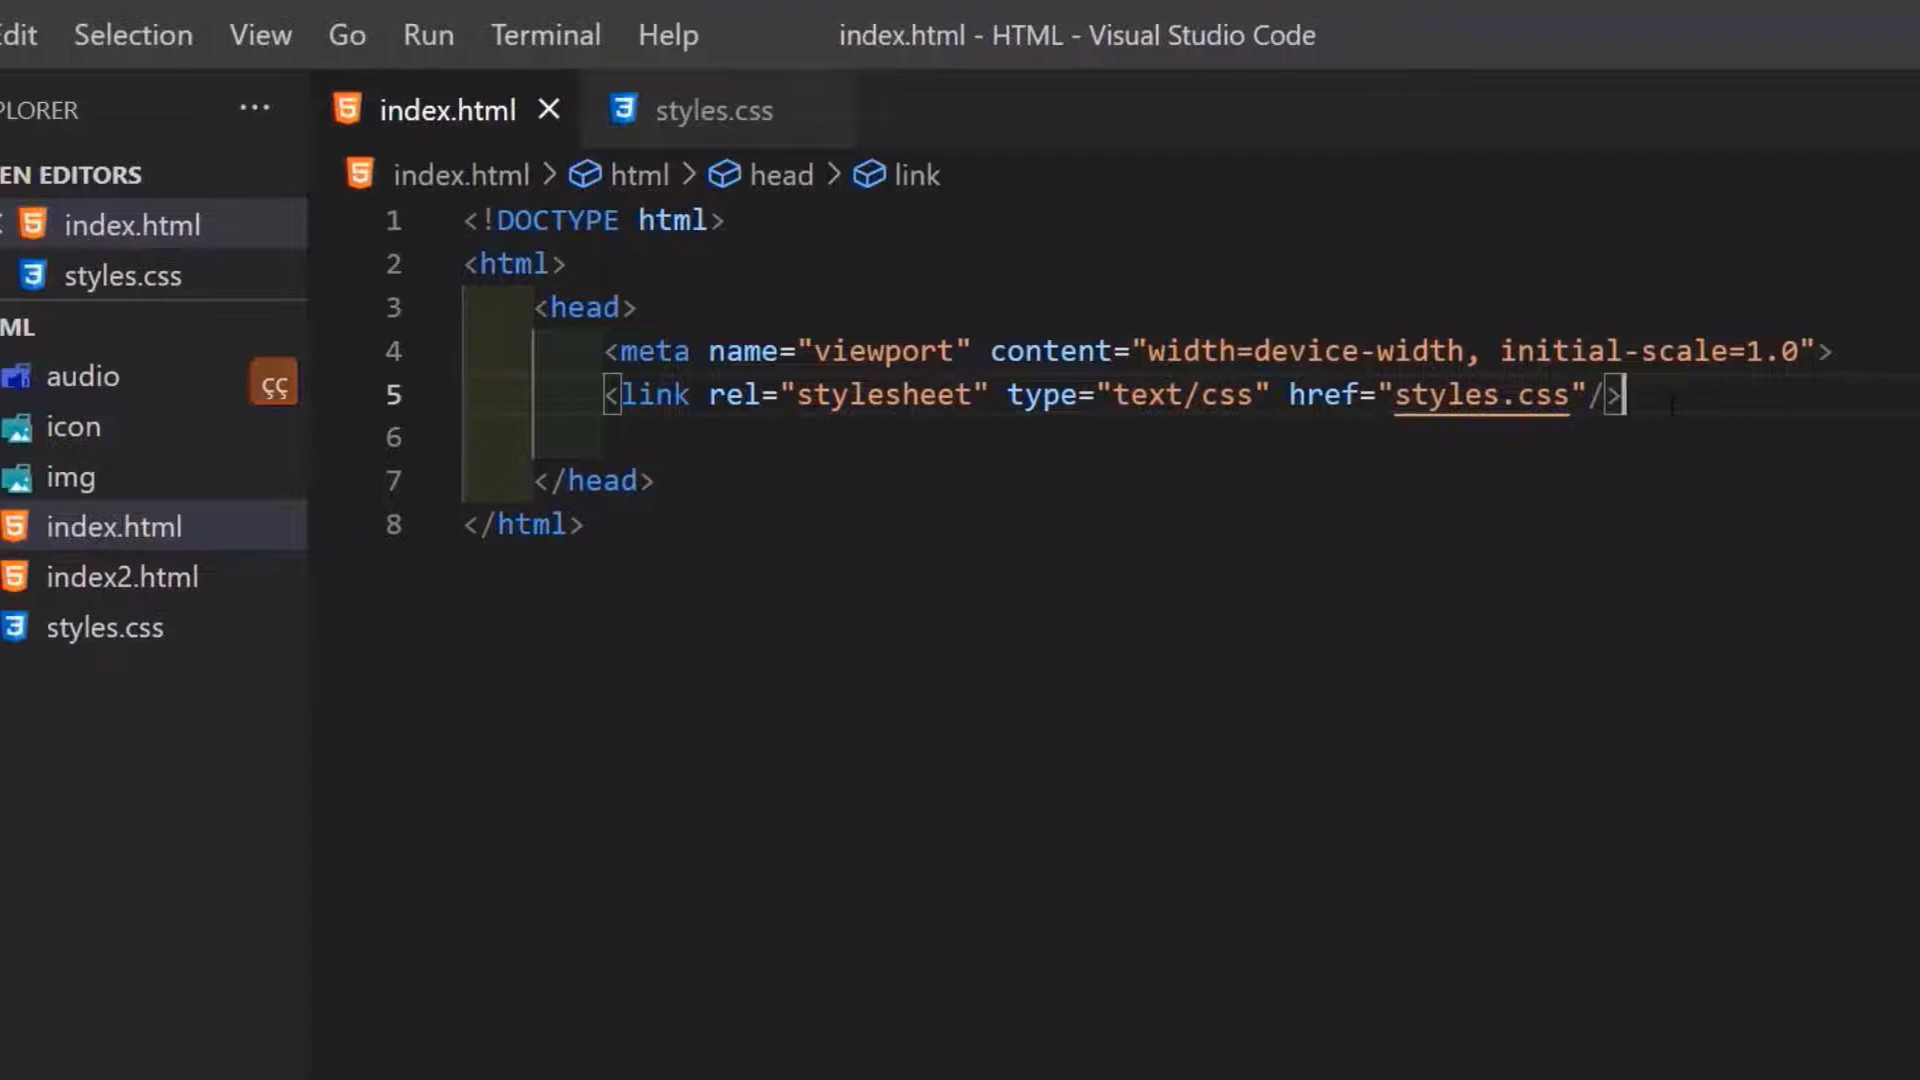 dit Selection View Go Run Terminal Help index.html - HTML - Visual Studio Code
PLORER ···
index.html × styles.css
index.html > html > head > link
EN EDITORS
index.html
styles.css
ML
audio
icon
img
index.html
index2.html
styles.css
çç
1 <!DOCTYPE html>
2 <html>
3 <head>
4 <meta name="viewport" content="width=device-width, initial-scale=1.0">
5 <link rel="stylesheet" type="text/css" href="styles.css"/>
6
7 </head>
8 </html>